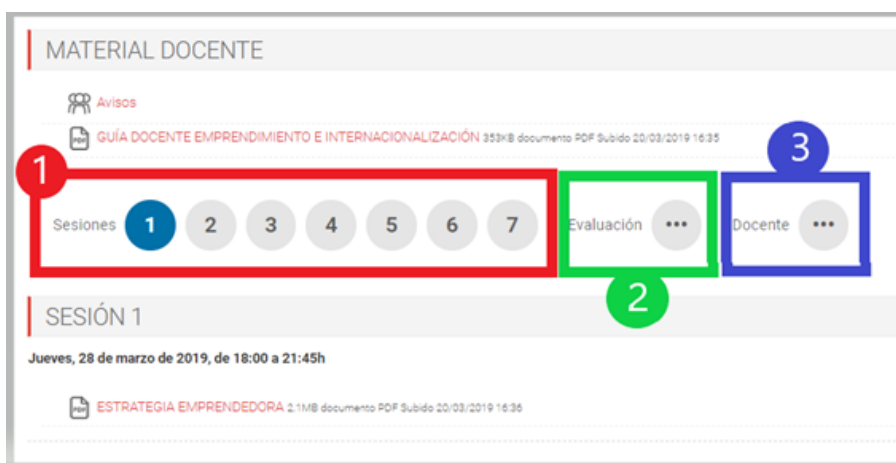 MATERIAL DOCENTE
Avisos
GUÍA DOCENTE EMPRENDIMIENTO E INTERNACIONALIZACIÓN 353KB documento PDF Subido 20/03/2019 16:35
1 3
Sesiones 1 2 3 4 5 6 7 Evaluación ••• Docente •••
2
SESIÓN 1
Jueves, 28 de marzo de 2019, de 18:00 a 21:45h
PDF ESTRATEGIA EMPRENDEDORA 2.1MB documento PDF Subido 20/03/2019 16:36